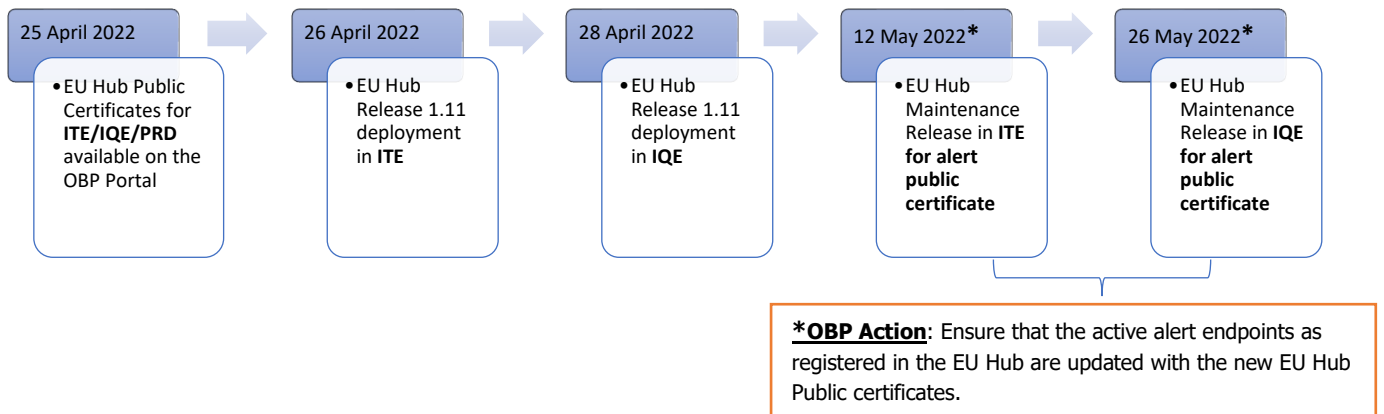 25 April 2022
•EU Hub Public
Certificates for
ITE/IQE/PRD
available on the
OBP Portal
26 April 2022
•EU Hub
Release 1.11
deployment
in ITE
28 April 2022
•EU Hub
Release 1.11
deployment
in IQE
12 May 2022*
•EU Hub
Maintenance
Release in ITE
for alert
public
certificate
26 May 2022*
•EU Hub
Maintenance
Release in IQE
for alert
public
certificate
*OBP Action: Ensure that the active alert endpoints as
registered in the EU Hub are updated with the new EU Hub
Public certificates.